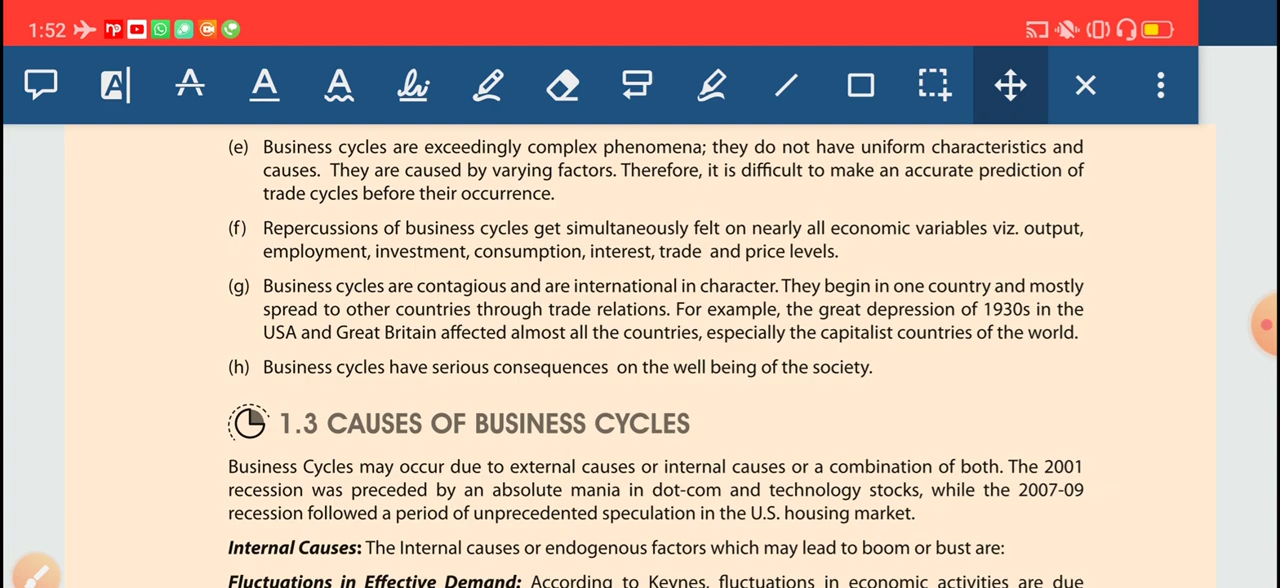 1:52
(e) Business cycles are exceedingly complex phenomena; they do not have uniform characteristics and
causes. They are caused by varying factors. Therefore, it is difficult to make an accurate prediction of
trade cycles before their occurrence.
(f) Repercussions of business cycles get simultaneously felt on nearly all economic variables viz. output,
employment, investment, consumption, interest, trade and price levels.
(g) Business cycles are contagious and are international in character. They begin in one country and mostly
spread to other countries through trade relations. For example, the great depression of 1930s in the
USA and Great Britain affected almost all the countries, especially the capitalist countries of the world.
(h) Business cycles have serious consequences on the well being of the society.
1.3 CAUSES OF BUSINESS CYCLES
Business Cycles may occur due to external causes or internal causes or a combination of both. The 2001
recession was preceded by an absolute mania in dot-com and technology stocks, while the 2007-09
recession followed a period of unprecedented speculation in the U.S. housing market.
Internal Causes: The Internal causes or endogenous factors which may lead to boom or bust are:
Fluctuations in Effective Demand: According to Keynes, fluctuations in economic activities are due